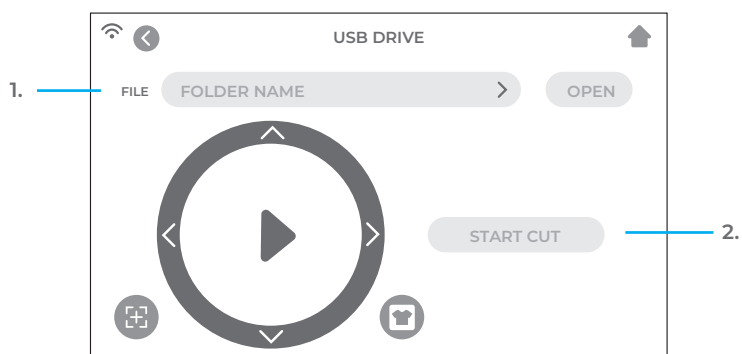 USB DRIVE
1. FILE FOLDER NAME OPEN
START CUT 2.